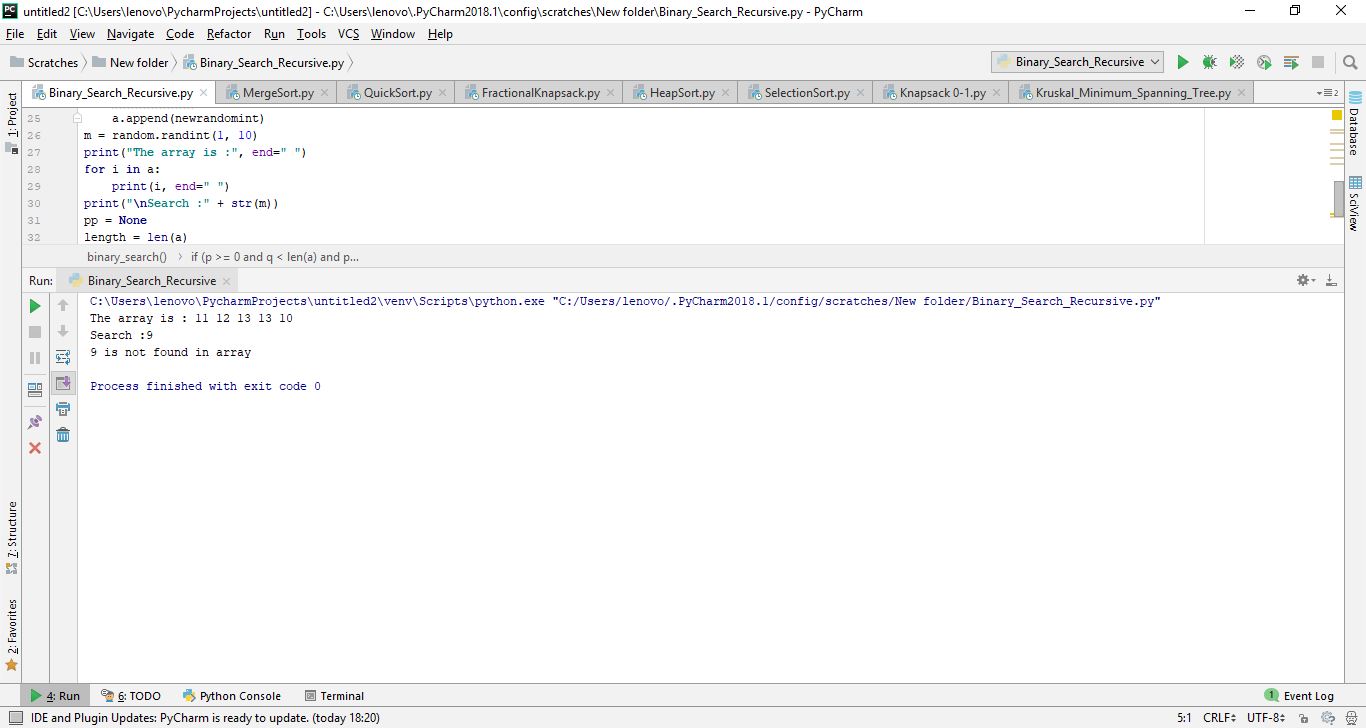 untitled2 [C:\Users\lenovo\PycharmProjects\untitled2] - C:\Users\lenovo\.PyCharm2018.1\config\scratches\New folder\Binary_Search_Recursive.py - PyCharm
File Edit View Navigate Code Refactor Run Tools VCS Window Help
Scratches New folder Binary_Search_Recursive.py Binary_Search_Recursive
Binary_Search_Recursive.py MergeSort.py QuickSort.py FractionalKnapsack.py HeapSort.py SelectionSort.py Knapsack 0-1.py Kruskal_Minimum_Spanning_Tree.py 2
1: Project
Database
SciView
25 a.append(newrandomint)
26 m = random.randint(1, 10)
27 print("The array is :", end=" ")
28 for i in a:
29 print(i, end=" ")
30 print("\nSearch :" + str(m))
31 pp = None
32 length = len(a)
binary_search() if (p >= 0 and q < len(a) and p...
Run: Binary_Search_Recursive
C:\Users\lenovo\PycharmProjects\untitled2\venv\Scripts\python.exe "C:/Users/lenovo/.PyCharm2018.1/config/scratches/New folder/Binary_Search_Recursive.py"
The array is : 11 12 13 13 10
Search :9
9 is not found in array
Process finished with exit code 0
7: Structure
2: Favorites
4: Run 6: TODO Python Console Terminal 1 Event Log
IDE and Plugin Updates: PyCharm is ready to update. (today 18:20) 5:1 CRLF UTF-8